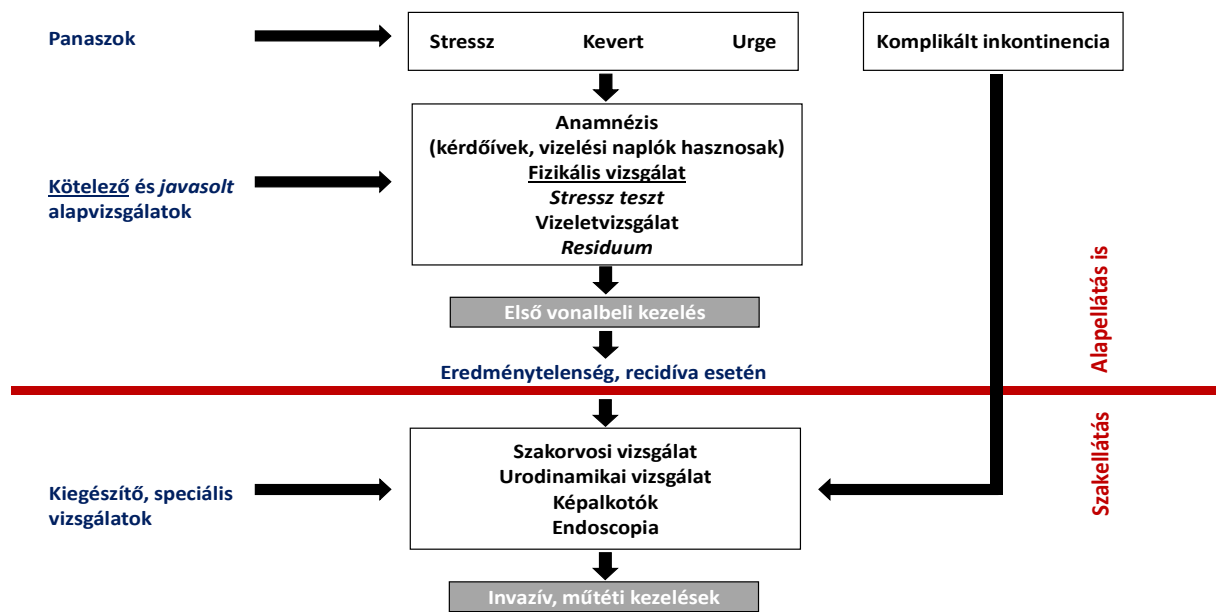 Panaszok
Stressz Kevert Urge
Komplikált inkontinencia
Kötelező és javasolt
alapvizsgálatok
Anamnézis
(kérdőívek, vizelési naplók hasznosak)
Fizikális vizsgálat
Stressz teszt
Vizeletvizsgálat
Residuum
Első vonalbeli kezelés
Eredménytelenség, recidíva esetén
Alapellátás is
Szakellátás
Kiegészítő, speciális
vizsgálatok
Szakorvosi vizsgálat
Urodinamikai vizsgálat
Képalkotók
Endoscopia
Invazív, műtéti kezelések